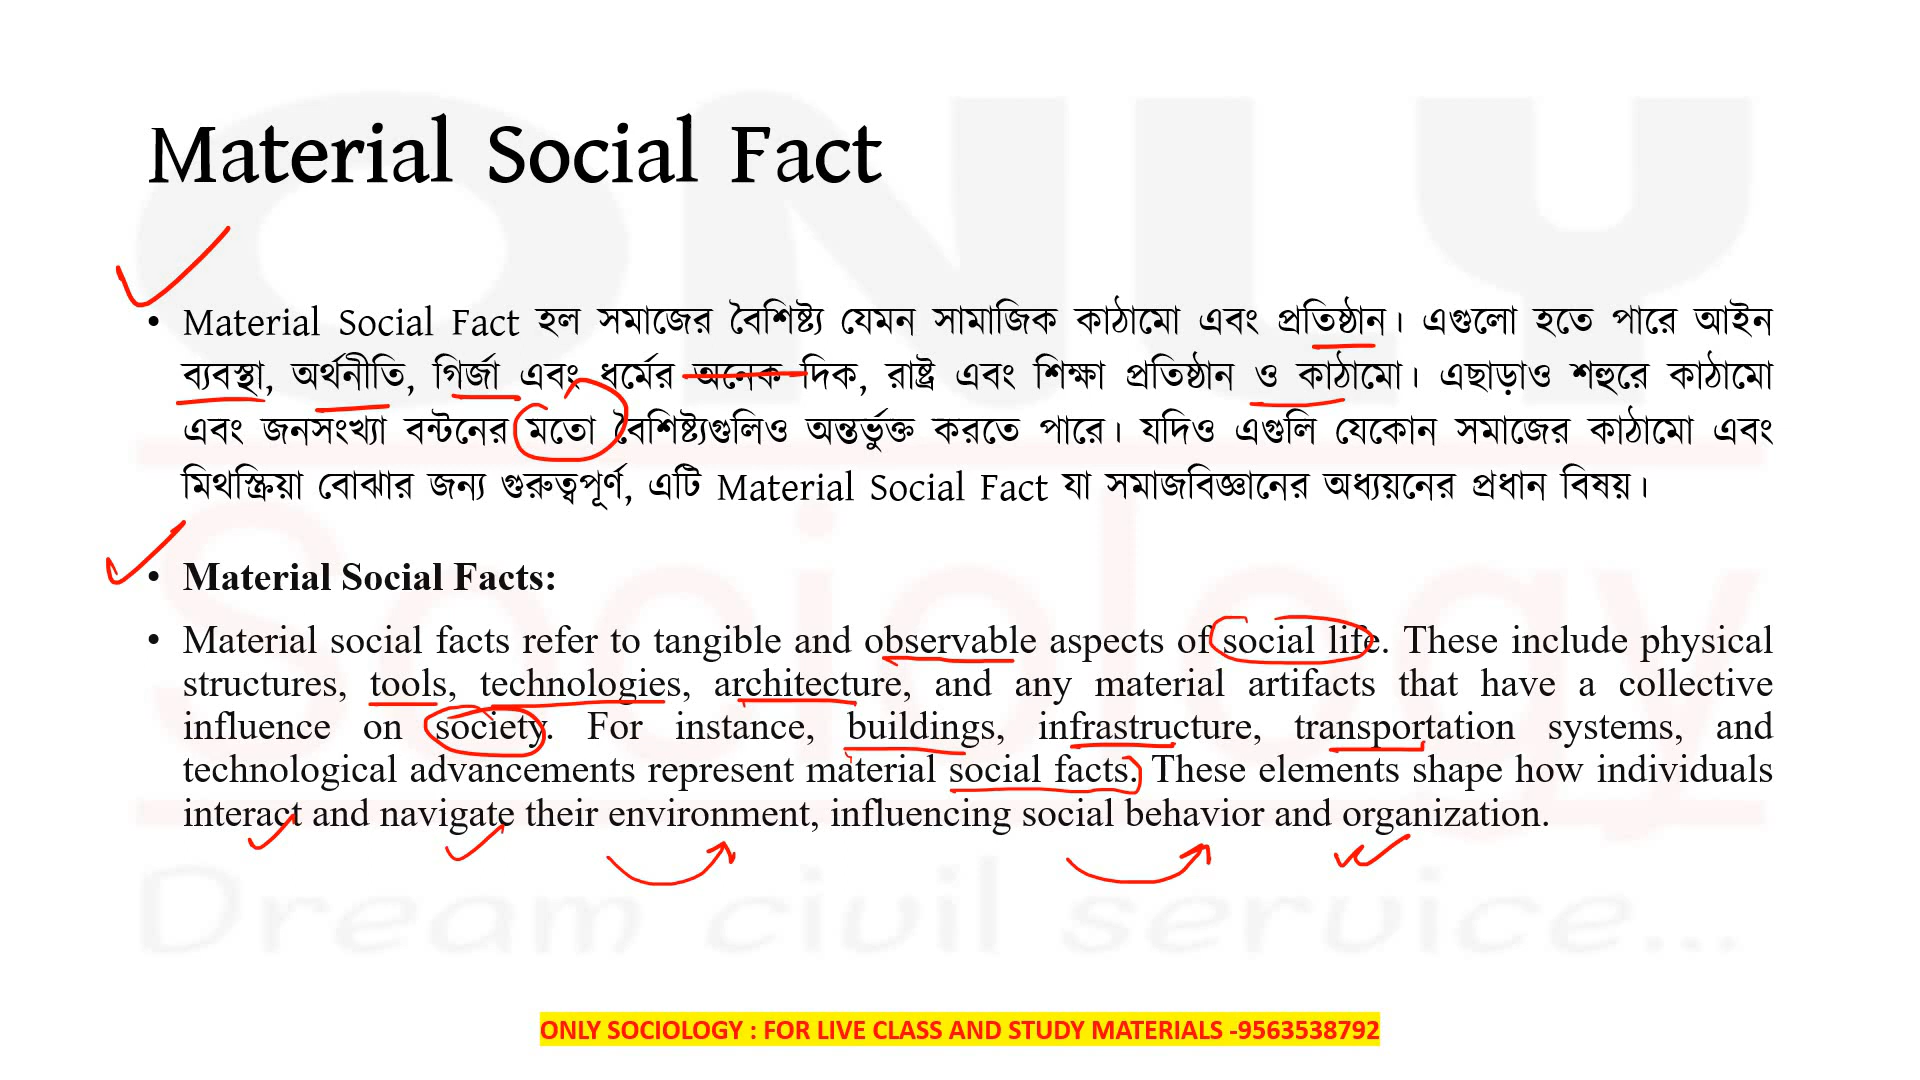 Material Social Fact
• Material Social Fact হল সমাজের বৈশিষ্ট্য যেমন সামাজিক কাঠামো এবং প্রতিষ্ঠান। এগুলো হতে পারে আইন
ব্যবস্থা, অর্থনীতি, গির্জা এবং ধর্মের অনেক দিক, রাষ্ট্র এবং শিক্ষা প্রতিষ্ঠান ও কাঠামো। এছাড়াও শহুরে কাঠামো
এবং জনসংখ্যা বন্টনের মতো বৈশিষ্ট্যগুলিও অন্তর্ভুক্ত করতে পারে। যদিও এগুলি যেকোন সমাজের কাঠামো এবং
মিথস্ক্রিয়া বোঝার জন্য গুরুত্বপূর্ণ, এটি Material Social Fact যা সমাজবিজ্ঞানের অধ্যয়নের প্রধান বিষয়।
• Material Social Facts:
• Material social facts refer to tangible and observable aspects of social life. These include physical
structures, tools, technologies, architecture, and any material artifacts that have a collective
influence on society. For instance, buildings, infrastructure, transportation systems, and
technological advancements represent material social facts. These elements shape how individuals
interact and navigate their environment, influencing social behavior and organization.
ONLY
Sociology
Dream civil service...
ONLY SOCIOLOGY : FOR LIVE CLASS AND STUDY MATERIALS -9563538792